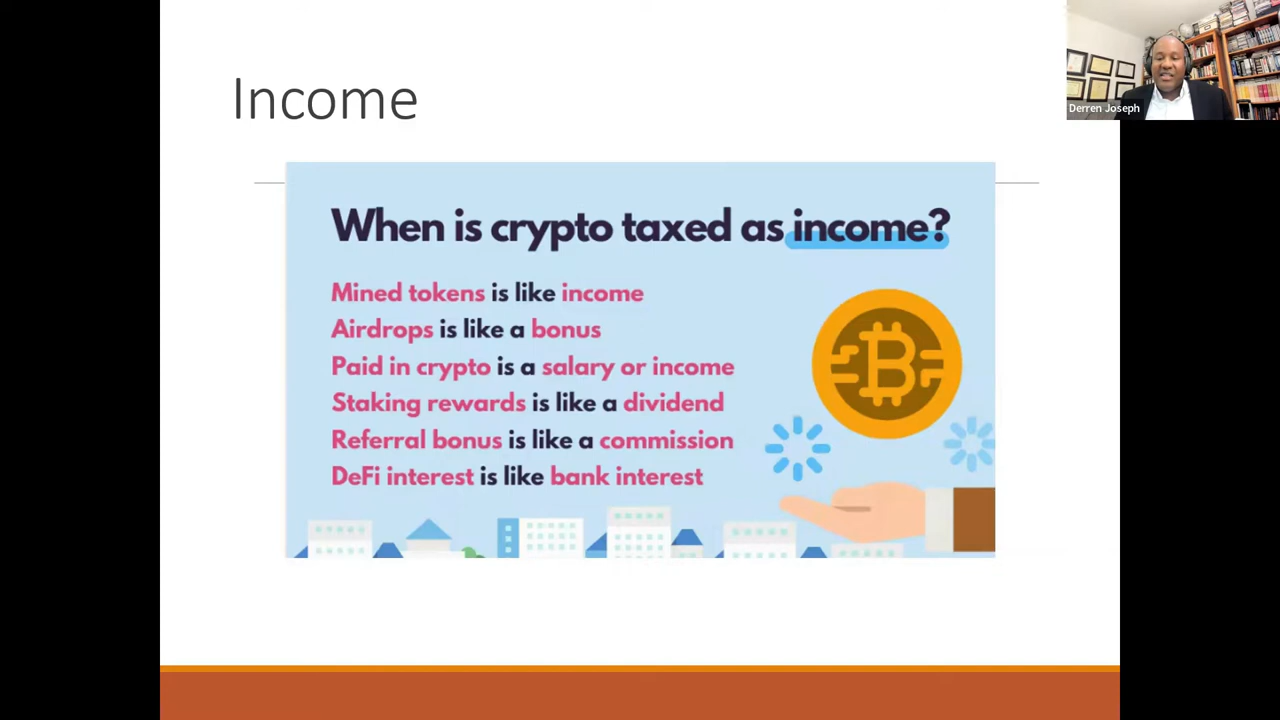 Income
Derren Joseph
When is crypto taxed as income?
Mined tokens is like income
Airdrops is like a bonus
Paid in crypto is a salary or income
Staking rewards is like a dividend
Referral bonus is like a commission
DeFi interest is like bank interest